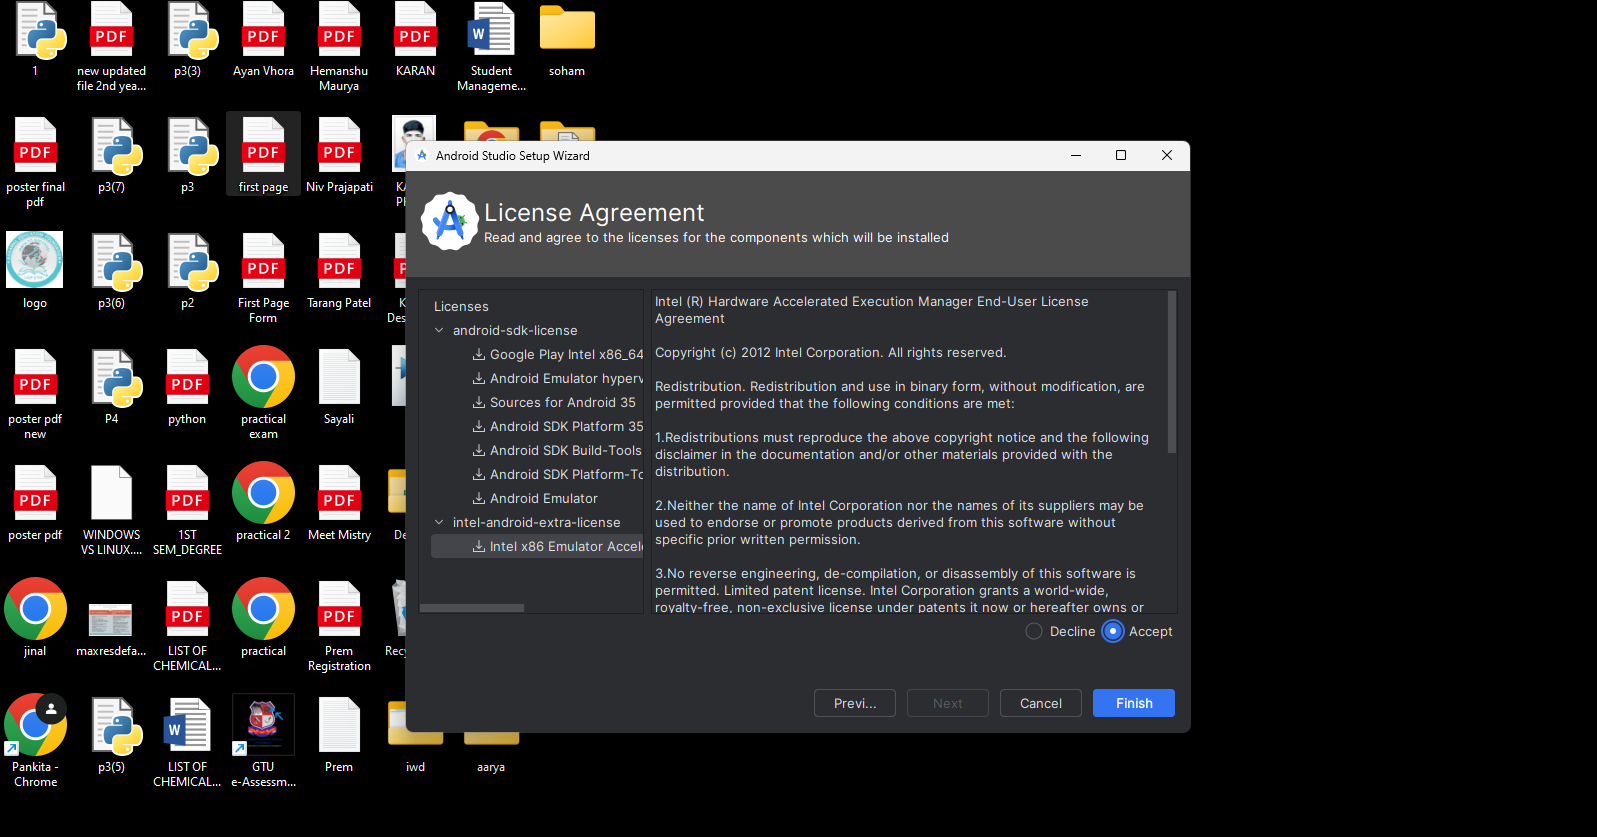 1
new updated
file 2nd yea...
p3(3)
Ayan Vhora
Hemanshu
Maurya
KARAN
Student
Manageme...
soham
poster final
pdf
p3(7)
p3
first page
Niv Prajapati
logo
p3(6)
p2
First Page
Form
Tarang Patel
poster pdf
new
P4
python
practical
exam
Sayali
poster pdf
WINDOWS
VS LINUX....
1ST
SEM_DEGREE
practical 2
Meet Mistry
jinal
maxresdefa...
LIST OF
CHEMICAL...
practical
Prem
Registration
Pankita -
Chrome
p3(5)
LIST OF
CHEMICAL...
GTU
e-Assessm...
Prem
iwd
aarya
Android Studio Setup Wizard
License Agreement
Read and agree to the licenses for the components which will be installed
Licenses
android-sdk-license
Google Play Intel x86_64
Android Emulator hyperv
Sources for Android 35
Android SDK Platform 35
Android SDK Build-Tools
Android SDK Platform-To
Android Emulator
intel-android-extra-license
Intel x86 Emulator Accele
Intel (R) Hardware Accelerated Execution Manager End-User License
Agreement
Copyright (c) 2012 Intel Corporation. All rights reserved.
Redistribution. Redistribution and use in binary form, without modification, are
permitted provided that the following conditions are met:
1.Redistributions must reproduce the above copyright notice and the following
disclaimer in the documentation and/or other materials provided with the
distribution.
2.Neither the name of Intel Corporation nor the names of its suppliers may be
used to endorse or promote products derived from this software without
specific prior written permission.
3.No reverse engineering, de-compilation, or disassembly of this software is
permitted. Limited patent license. Intel Corporation grants a world-wide,
royalty-free, non-exclusive license under patents it now or hereafter owns or
Decline
Accept
Previ...
Next
Cancel
Finish